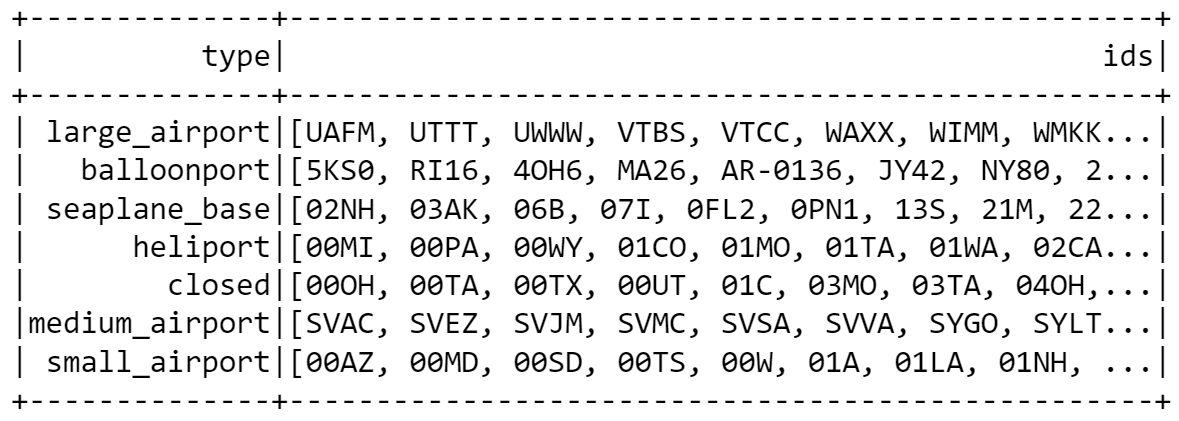 +--------------+--------------------------------------------------+
|          type|                                               ids|
+--------------+--------------------------------------------------+
| large_airport|[UAFM, UTTT, UWWW, VTBS, VTCC, WAXX, WIMM, WMKK...|
|   balloonport|[5KS0, RI16, 4OH6, MA26, AR-0136, JY42, NY80, 2...|
| seaplane_base|[02NH, 03AK, 06B, 07I, 0FL2, 0PN1, 13S, 21M, 22...|
|      heliport|[00MI, 00PA, 00WY, 01CO, 01MO, 01TA, 01WA, 02CA...|
|        closed|[00OH, 00TA, 00TX, 00UT, 01C, 03MO, 03TA, 04OH,...|
|medium_airport|[SVAC, SVEZ, SVJM, SVMC, SVSA, SVVA, SYGO, SYLT...|
| small_airport|[00AZ, 00MD, 00SD, 00TS, 00W, 01A, 01LA, 01NH, ...|
+--------------+--------------------------------------------------+